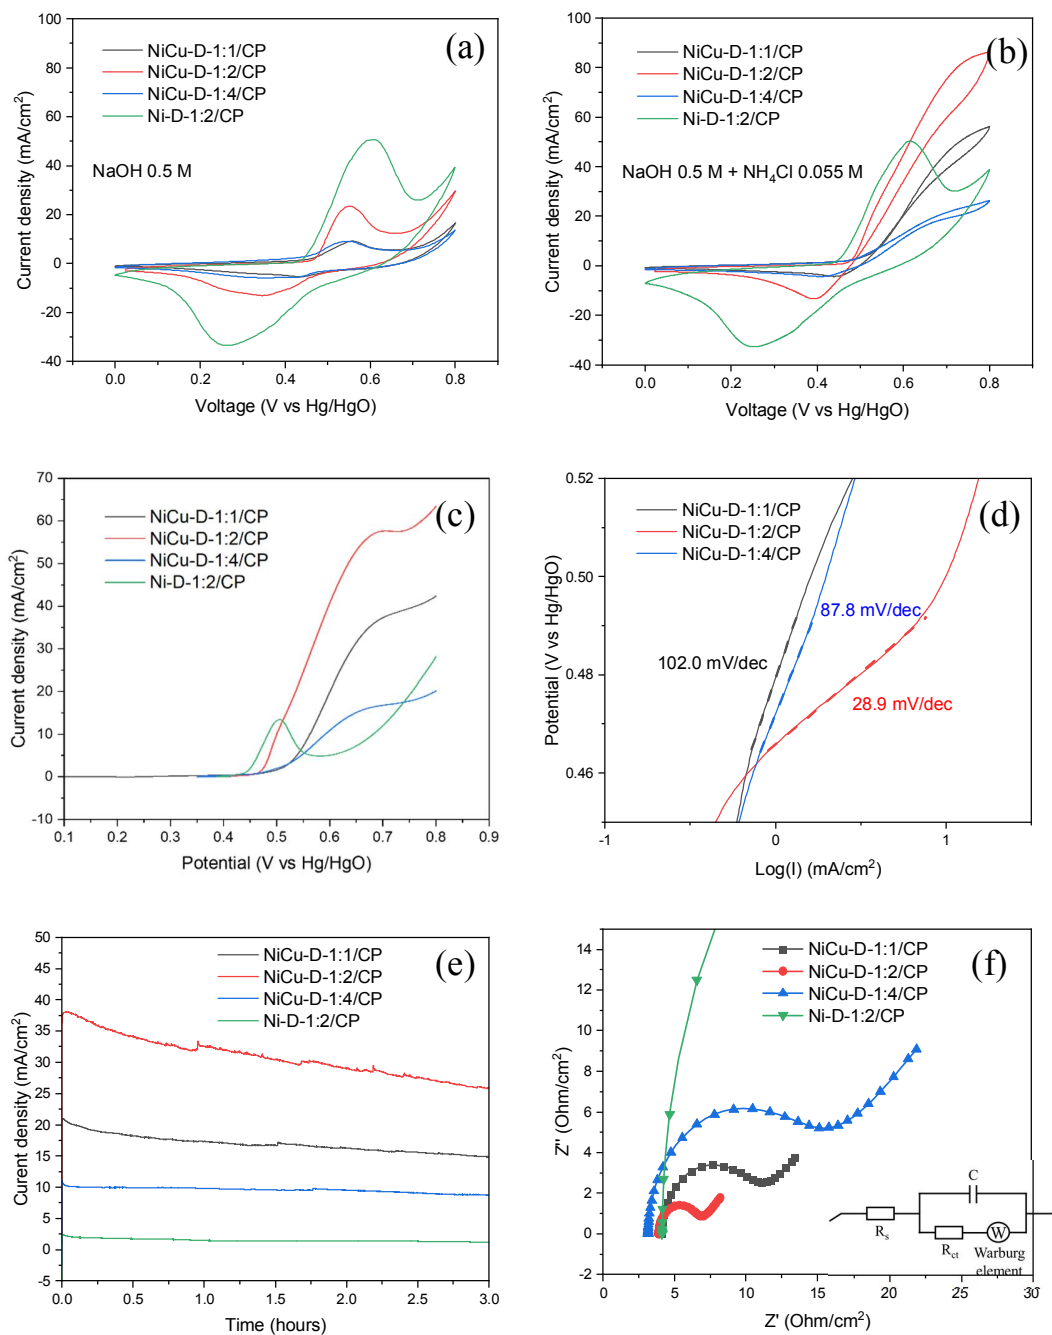 (a)
NiCu-D-1:1/CP
NiCu-D-1:2/CP
NiCu-D-1:4/CP
Ni-D-1:2/CP
NaOH 0.5 M
Current density (mA/cm²)
100
80
60
40
20
0
-20
-40
0.0 0.2 0.4 0.6 0.8
Voltage (V vs Hg/HgO)
(b)
NiCu-D-1:1/CP
NiCu-D-1:2/CP
NiCu-D-1:4/CP
Ni-D-1:2/CP
NaOH 0.5 M + NH₄Cl 0.055 M
Current density (mA/cm²)
100
80
60
40
20
0
-20
-40
0.0 0.2 0.4 0.6 0.8
Voltage (V vs Hg/HgO)
(c)
NiCu-D-1:1/CP
NiCu-D-1:2/CP
NiCu-D-1:4/CP
Ni-D-1:2/CP
Current density (mA/cm²)
70
60
50
40
30
20
10
0
-10
0.1 0.2 0.3 0.4 0.5 0.6 0.7 0.8 0.9
Potential (V vs Hg/HgO)
(d)
NiCu-D-1:1/CP
NiCu-D-1:2/CP
NiCu-D-1:4/CP
87.8 mV/dec
102.0 mV/dec
28.9 mV/dec
Potential (V vs Hg/HgO)
0.52
0.50
0.48
0.46
-1 0 1
Log(I) (mA/cm²)
(e)
NiCu-D-1:1/CP
NiCu-D-1:2/CP
NiCu-D-1:4/CP
Ni-D-1:2/CP
Curent density (mA/cm²)
50
45
40
35
30
25
20
15
10
5
0
-5
0.0 0.5 1.0 1.5 2.0 2.5 3.0
Time (hours)
(f)
NiCu-D-1:1/CP
NiCu-D-1:2/CP
NiCu-D-1:4/CP
Ni-D-1:2/CP
Z'' (Ohm/cm²)
14
12
10
8
6
4
2
0
-2
C
Rs
Rct
W
Warburg
element
0 5 10 15 20 25 30
Z' (Ohm/cm²)